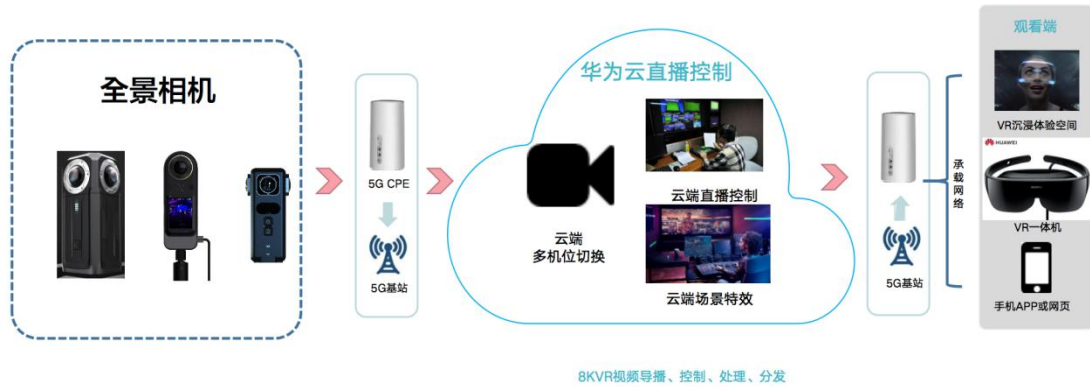 全景相机
5G CPE
5G基站
华为云直播控制
云端
多机位切换
云端直播控制
云端场景特效
5G基站
承载网络
观看端
VR沉浸体验空间
HUAWEI
VR一体机
手机APP或网页
8KVR视频导播、控制、处理、分发